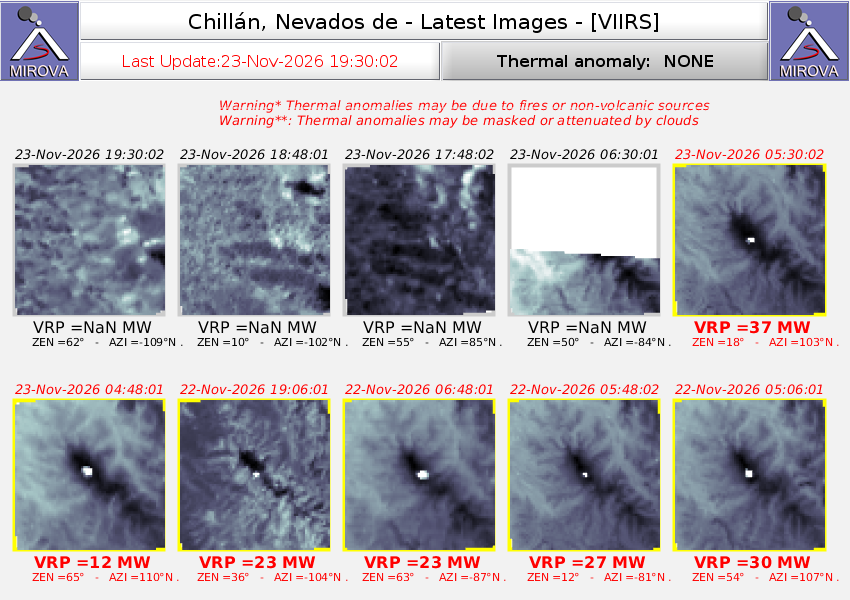 Chillán, Nevados de - Latest Images - [VIIRS]
MIROVA
Last Update:23-Nov-2026 19:30:02
Thermal anomaly: NONE
MIROVA
Warning* Thermal anomalies may be due to fires or non-volcanic sources
Warning**: Thermal anomalies may be masked or attenuated by clouds
23-Nov-2026 19:30:02
23-Nov-2026 18:48:01
23-Nov-2026 17:48:02
23-Nov-2026 06:30:01
23-Nov-2026 05:30:02
VRP =NaN MW
VRP =NaN MW
VRP =NaN MW
VRP =NaN MW
VRP =37 MW
ZEN =62° - AZI =-109°N .
ZEN =10° - AZI =-102°N .
ZEN =55° - AZI =85°N .
ZEN =50° - AZI =-84°N .
ZEN =18° - AZI =103°N .
23-Nov-2026 04:48:01
22-Nov-2026 19:06:01
22-Nov-2026 06:48:01
22-Nov-2026 05:48:02
22-Nov-2026 05:06:01
VRP =12 MW
VRP =23 MW
VRP =23 MW
VRP =27 MW
VRP =30 MW
ZEN =65° - AZI =110°N .
ZEN =36° - AZI =-104°N .
ZEN =63° - AZI =-87°N .
ZEN =12° - AZI =-81°N .
ZEN =54° - AZI =107°N .